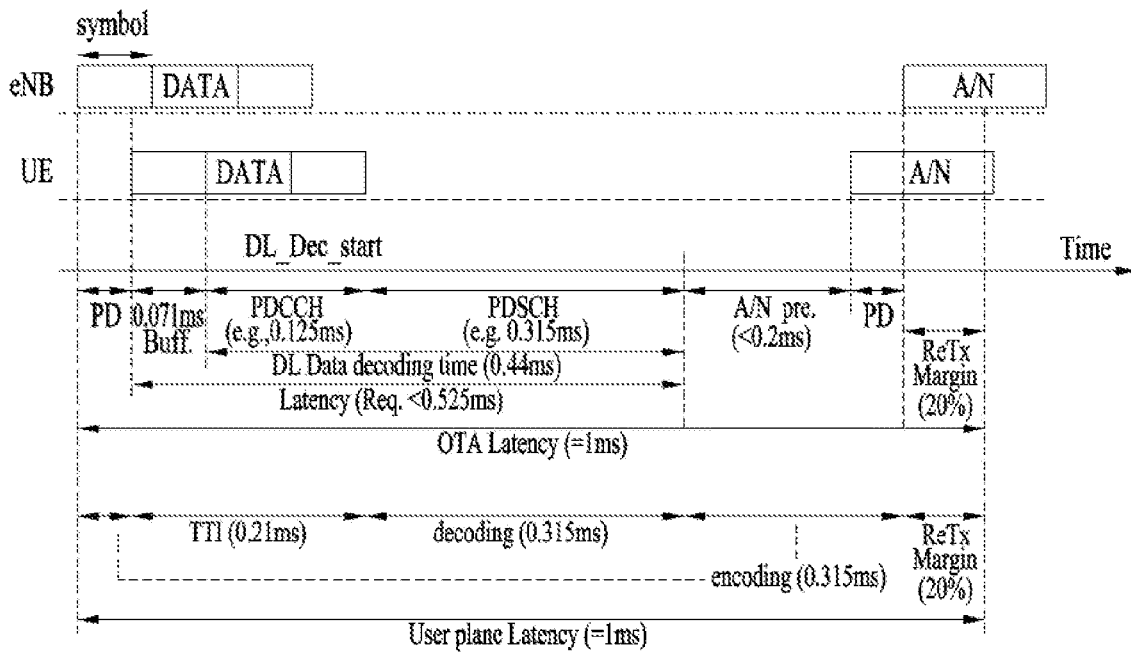 symbol
eNB
DATA
A/N
UE
DATA
A/N
DL_Dec_start
Time
PD
0.071ms
Buff.
PDCCH
(e.g.,0.125ms)
PDSCH
(e.g. 0.315ms)
A/N pre.
(<0.2ms)
PD
ReTx
Margin
(20%)
DL Data decoding time (0.44ms)
Latency (Req. <0.525ms)
OTA Latency (=1ms)
TTI (0.21ms)
decoding (0.315ms)
encoding (0.315ms)
ReTx
Margin
(20%)
User plane Latency (=1ms)